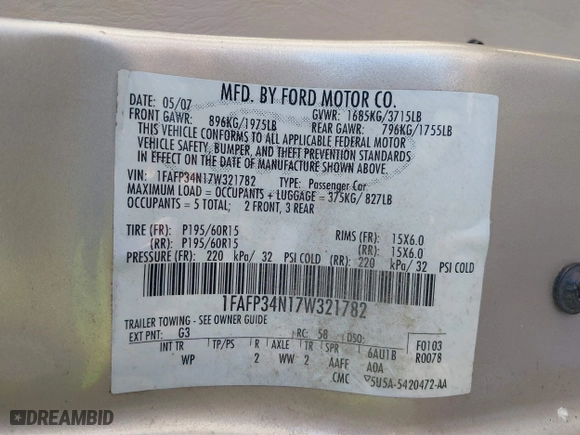 MFD. BY FORD MOTOR CO.
DATE: 05/07 GVWR: 1685KG/3715LB
FRONT GAWR: 896KG/1975LB REAR GAWR: 796KG/1755LB
THIS VEHICLE CONFORMS TO ALL APPLICABLE FEDERAL MOTOR
VEHICLE SAFETY, BUMPER, AND THEFT PREVENTION STANDARDS
IN EFFECT ON THE DATE OF MANUFACTURE SHOWN ABOVE.
VIN: 1FAFP34N17W321782 TYPE: Passenger Car
MAXIMUM LOAD = OCCUPANTS + LUGGAGE = 375KG/ 827LB
OCCUPANTS = 5 TOTAL; 2 FRONT, 3 REAR
TIRE (FR): P195/60R15 RIMS (FR): 15X6.0
(RR): P195/60R15 (RR): 15X6.0
PRESSURE (FR): 220 kPa/ 32 PSI COLD (RR): 220 kPa/ 32 PSI COLD
1FAFP34N17W321782
TRAILER TOWING - SEE OWNER GUIDE
EXT PNT: G3 RC: 58 DSO: F0103
INT TR TP/PS R AXLE TR SPR 6AU1B R0078
WP 2 WW 2 AAFF A0A
CMC ▽5U5A-5420472-AA
DREAMBID